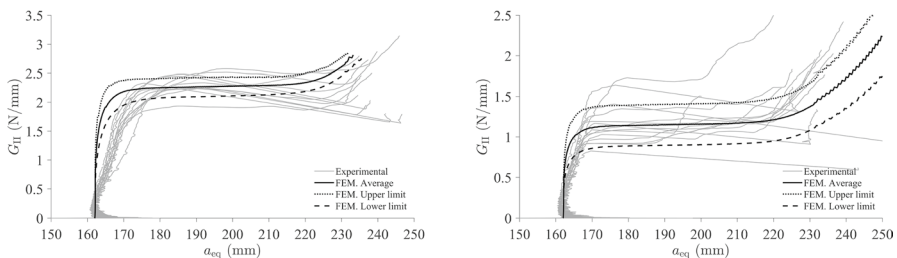 3.5
3
2.5
2
1.5
1
0.5
0
G_II (N/mm)
Experimental
FEM. Average
FEM. Upper limit
FEM. Lower limit
150 160 170 180 190 200 210 220 230 240 250
a_eq (mm)
2.5
2
1.5
1
0.5
0
G_II (N/mm)
Experimental
FEM. Average
FEM. Upper limit
FEM. Lower limit
150 160 170 180 190 200 210 220 230 240 250
a_eq (mm)